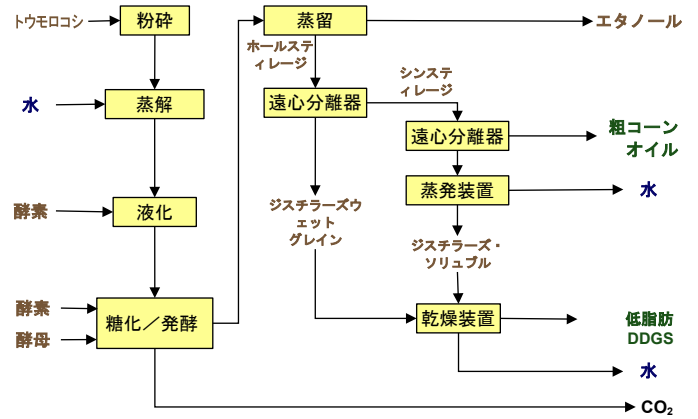 トウモロコシ
粉砕
蒸留
エタノール
ホールステ
ィレージ
シンステ
ィレージ
水
蒸解
遠心分離器
遠心分離器
粗コーン
オイル
酵素
液化
ジスチラーズウ
ェット
グレイン
蒸発装置
水
ジスチラーズ・
ソリュブル
酵素
酵母
糖化／発酵
乾燥装置
低脂肪
DDGS
水
CO₂